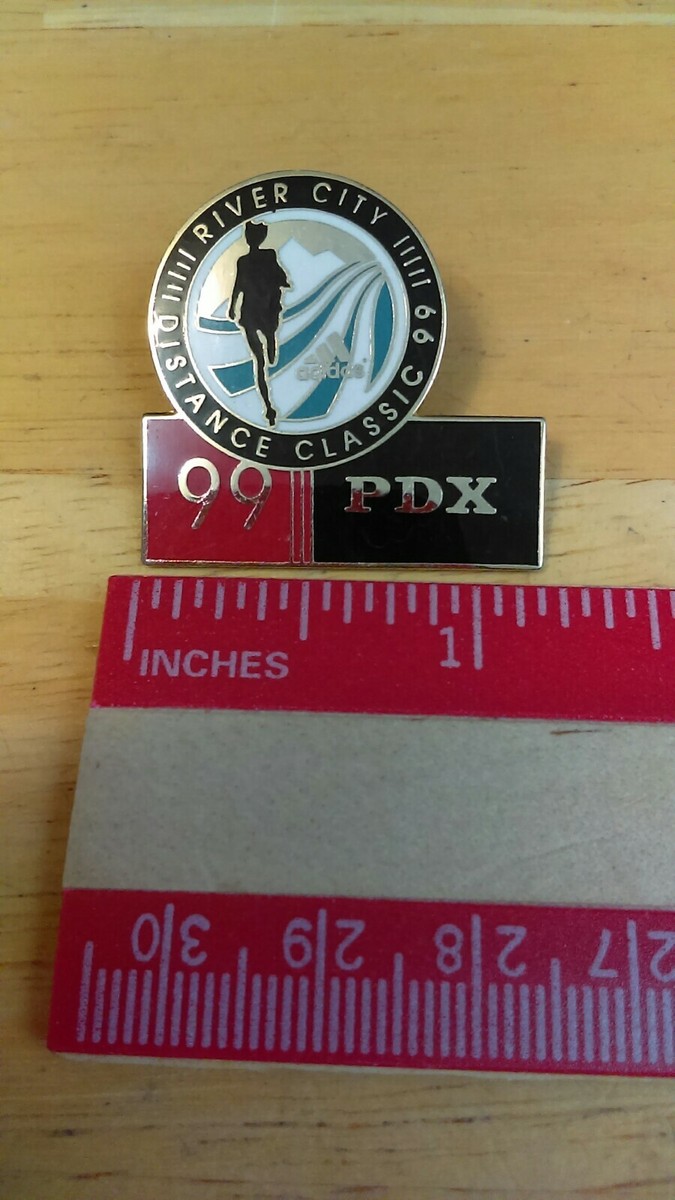 RIVER CITY 99
DISTANCE CLASSIC
adidas
99 PDX
1
INCHES
30 29 28 27